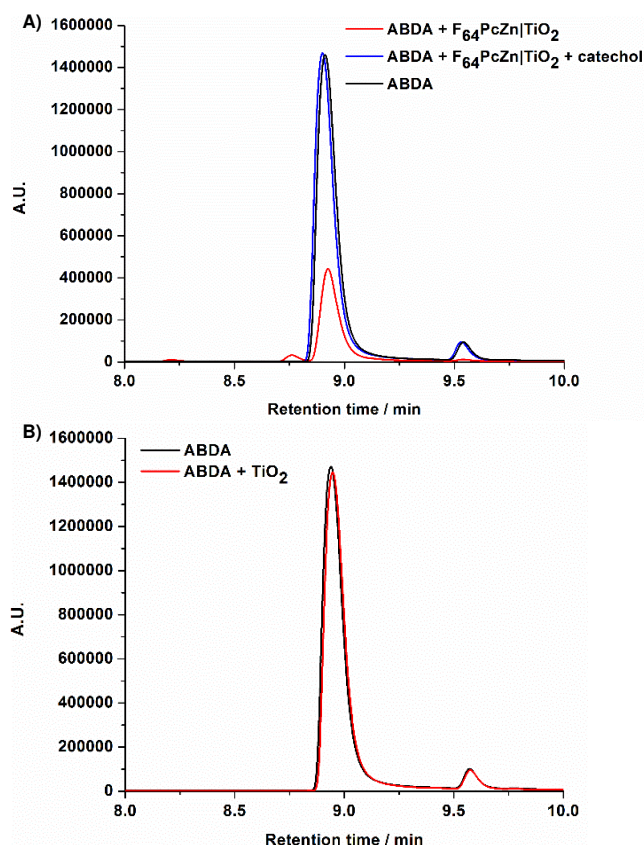 A)
ABDA + F64PcZn|TiO2
ABDA + F64PcZn|TiO2 + catechol
ABDA
1600000
1400000
1200000
1000000
800000
600000
400000
200000
0
A.U.
8.0 8.5 9.0 9.5 10.0
Retention time / min
B)
ABDA
ABDA + TiO2
1600000
1400000
1200000
1000000
800000
600000
400000
200000
0
A.U.
8.0 8.5 9.0 9.5 10.0
Retention time / min